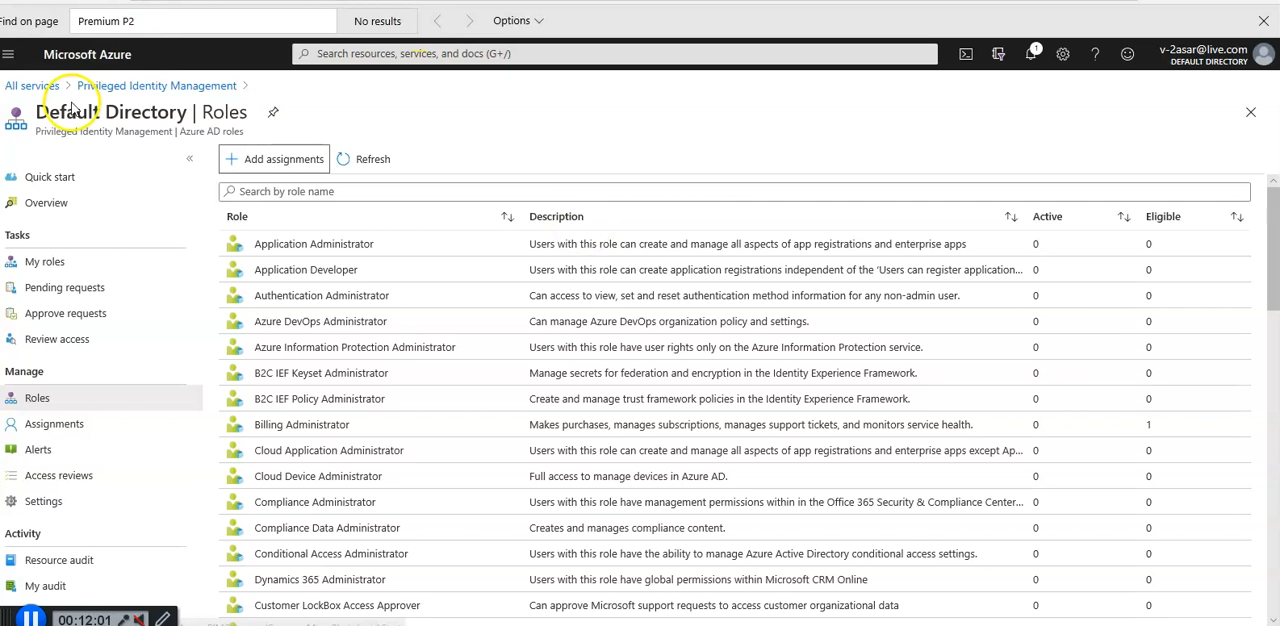 Find on page Premium P2 No results Options
Microsoft Azure Search resources, services, and docs (G+/) 1 v-2asar@live.com
DEFAULT DIRECTORY
All services > Privileged Identity Management >
Default Directory | Roles
Privileged Identity Management | Azure AD roles
Add assignments Refresh
Quick start
Search by role name
Overview
Role Description Active Eligible
Tasks
Application Administrator Users with this role can create and manage all aspects of app registrations and enterprise apps 0 0
My roles
Application Developer Users with this role can create application registrations independent of the 'Users can register application... 0 0
Pending requests
Authentication Administrator Can access to view, set and reset authentication method information for any non-admin user. 0 0
Approve requests
Azure DevOps Administrator Can manage Azure DevOps organization policy and settings. 0 0
Review access
Azure Information Protection Administrator Users with this role have user rights only on the Azure Information Protection service. 0 0
Manage
B2C IEF Keyset Administrator Manage secrets for federation and encryption in the Identity Experience Framework. 0 0
Roles
B2C IEF Policy Administrator Create and manage trust framework policies in the Identity Experience Framework. 0 0
Assignments
Billing Administrator Makes purchases, manages subscriptions, manages support tickets, and monitors service health. 0 1
Alerts
Cloud Application Administrator Users with this role can create and manage all aspects of app registrations and enterprise apps except Ap... 0 0
Access reviews
Cloud Device Administrator Full access to manage devices in Azure AD. 0 0
Settings
Compliance Administrator Users with this role have management permissions within in the Office 365 Security & Compliance Center... 0 0
Activity
Compliance Data Administrator Creates and manages compliance content. 0 0
Resource audit
Conditional Access Administrator Users with this role have the ability to manage Azure Active Directory conditional access settings. 0 0
My audit
Dynamics 365 Administrator Users with this role have global permissions within Microsoft CRM Online 0 0
Customer LockBox Access Approver Can approve Microsoft support requests to access customer organizational data 0 0
00:12:01